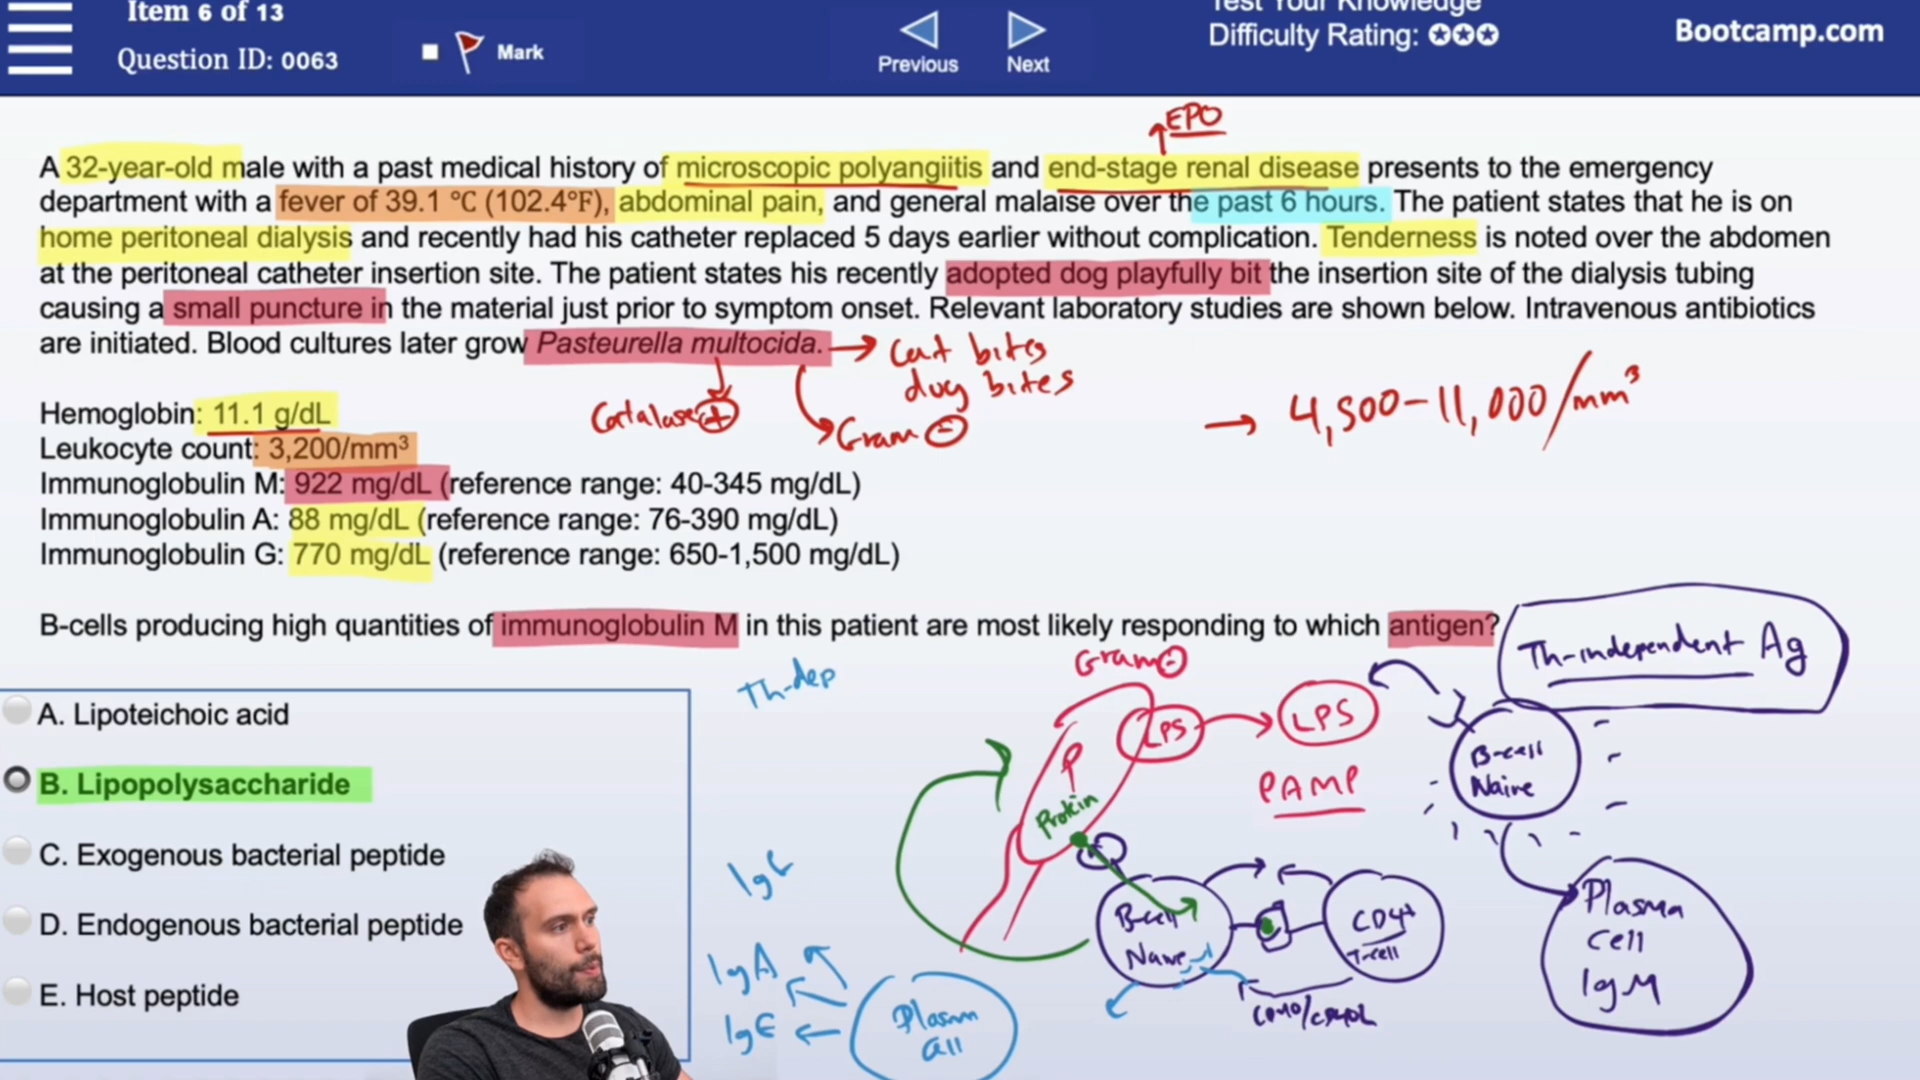 Item 6 of 13
Question ID: 0063
Mark
Previous
Next
Test Your Knowledge
Difficulty Rating:
Bootcamp.com
↑EPO
A 32-year-old male with a past medical history of microscopic polyangiitis and end-stage renal disease presents to the emergency
department with a fever of 39.1 °C (102.4°F), abdominal pain, and general malaise over the past 6 hours. The patient states that he is on
home peritoneal dialysis and recently had his catheter replaced 5 days earlier without complication. Tenderness is noted over the abdomen
at the peritoneal catheter insertion site. The patient states his recently adopted dog playfully bit the insertion site of the dialysis tubing
causing a small puncture in the material just prior to symptom onset. Relevant laboratory studies are shown below. Intravenous antibiotics
are initiated. Blood cultures later grow Pasteurella multocida.
→ Cat bites
dog bites
Catalase +
Gram -
→ 4,500-11,000/mm³
Hemoglobin: 11.1 g/dL
Leukocyte count: 3,200/mm³
Immunoglobulin M: 922 mg/dL (reference range: 40-345 mg/dL)
Immunoglobulin A: 88 mg/dL (reference range: 76-390 mg/dL)
Immunoglobulin G: 770 mg/dL (reference range: 650-1,500 mg/dL)
B-cells producing high quantities of immunoglobulin M in this patient are most likely responding to which antigen?
A. Lipoteichoic acid
B. Lipopolysaccharide
C. Exogenous bacterial peptide
D. Endogenous bacterial peptide
E. Host peptide
Th-independent Ag
Th-dep
Gram -
LPS
LPS
PAMP
Protein
B-cell
Naive
Plasma
Cell
IgM
B-cell
Naive
CD4+
T-cell
IgG
IgA
IgE
Plasm
Cell